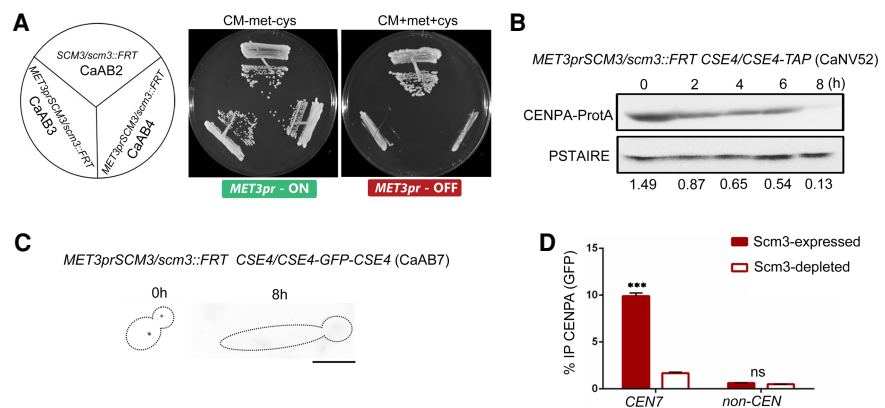 A
SCM3/scm3::FRT
CaAB2
MET3prSCM3/scm3::FRT
CaAB3
MET3prSCM3/scm3::FRT
CaAB4
CM-met-cys
CM+met+cys
MET3pr - ON
MET3pr - OFF
B
MET3prSCM3/scm3::FRT CSE4/CSE4-TAP (CaNV52)
0 2 4 6 8 (h)
CENPA-ProtA
PSTAIRE
1.49 0.87 0.65 0.54 0.13
C
MET3prSCM3/scm3::FRT CSE4/CSE4-GFP-CSE4 (CaAB7)
0h
8h
D
% IP CENPA (GFP)
15
10
5
0
Scm3-expressed
Scm3-depleted
***
ns
CEN7
non-CEN